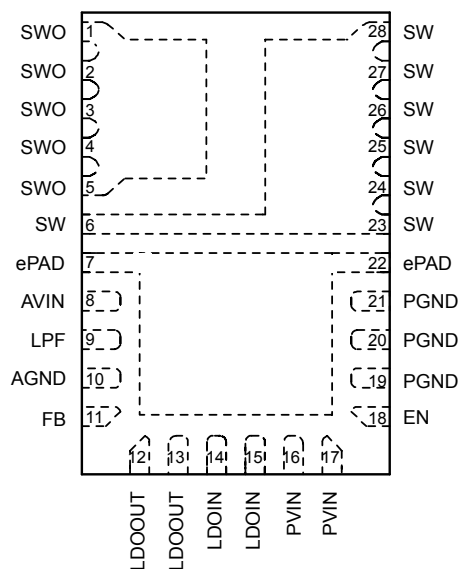 SWO 1 28 SW
SWO 2 27 SW
SWO 3 26 SW
SWO 4 25 SW
SWO 5 24 SW
SW 6 23 SW
ePAD 7 22 ePAD
AVIN 8 21 PGND
LPF 9 20 PGND
AGND 10 19 PGND
FB 11 18 EN
12 13 14 15 16 17
LDOOUT LDOOUT LDOIN LDOIN PVIN PVIN